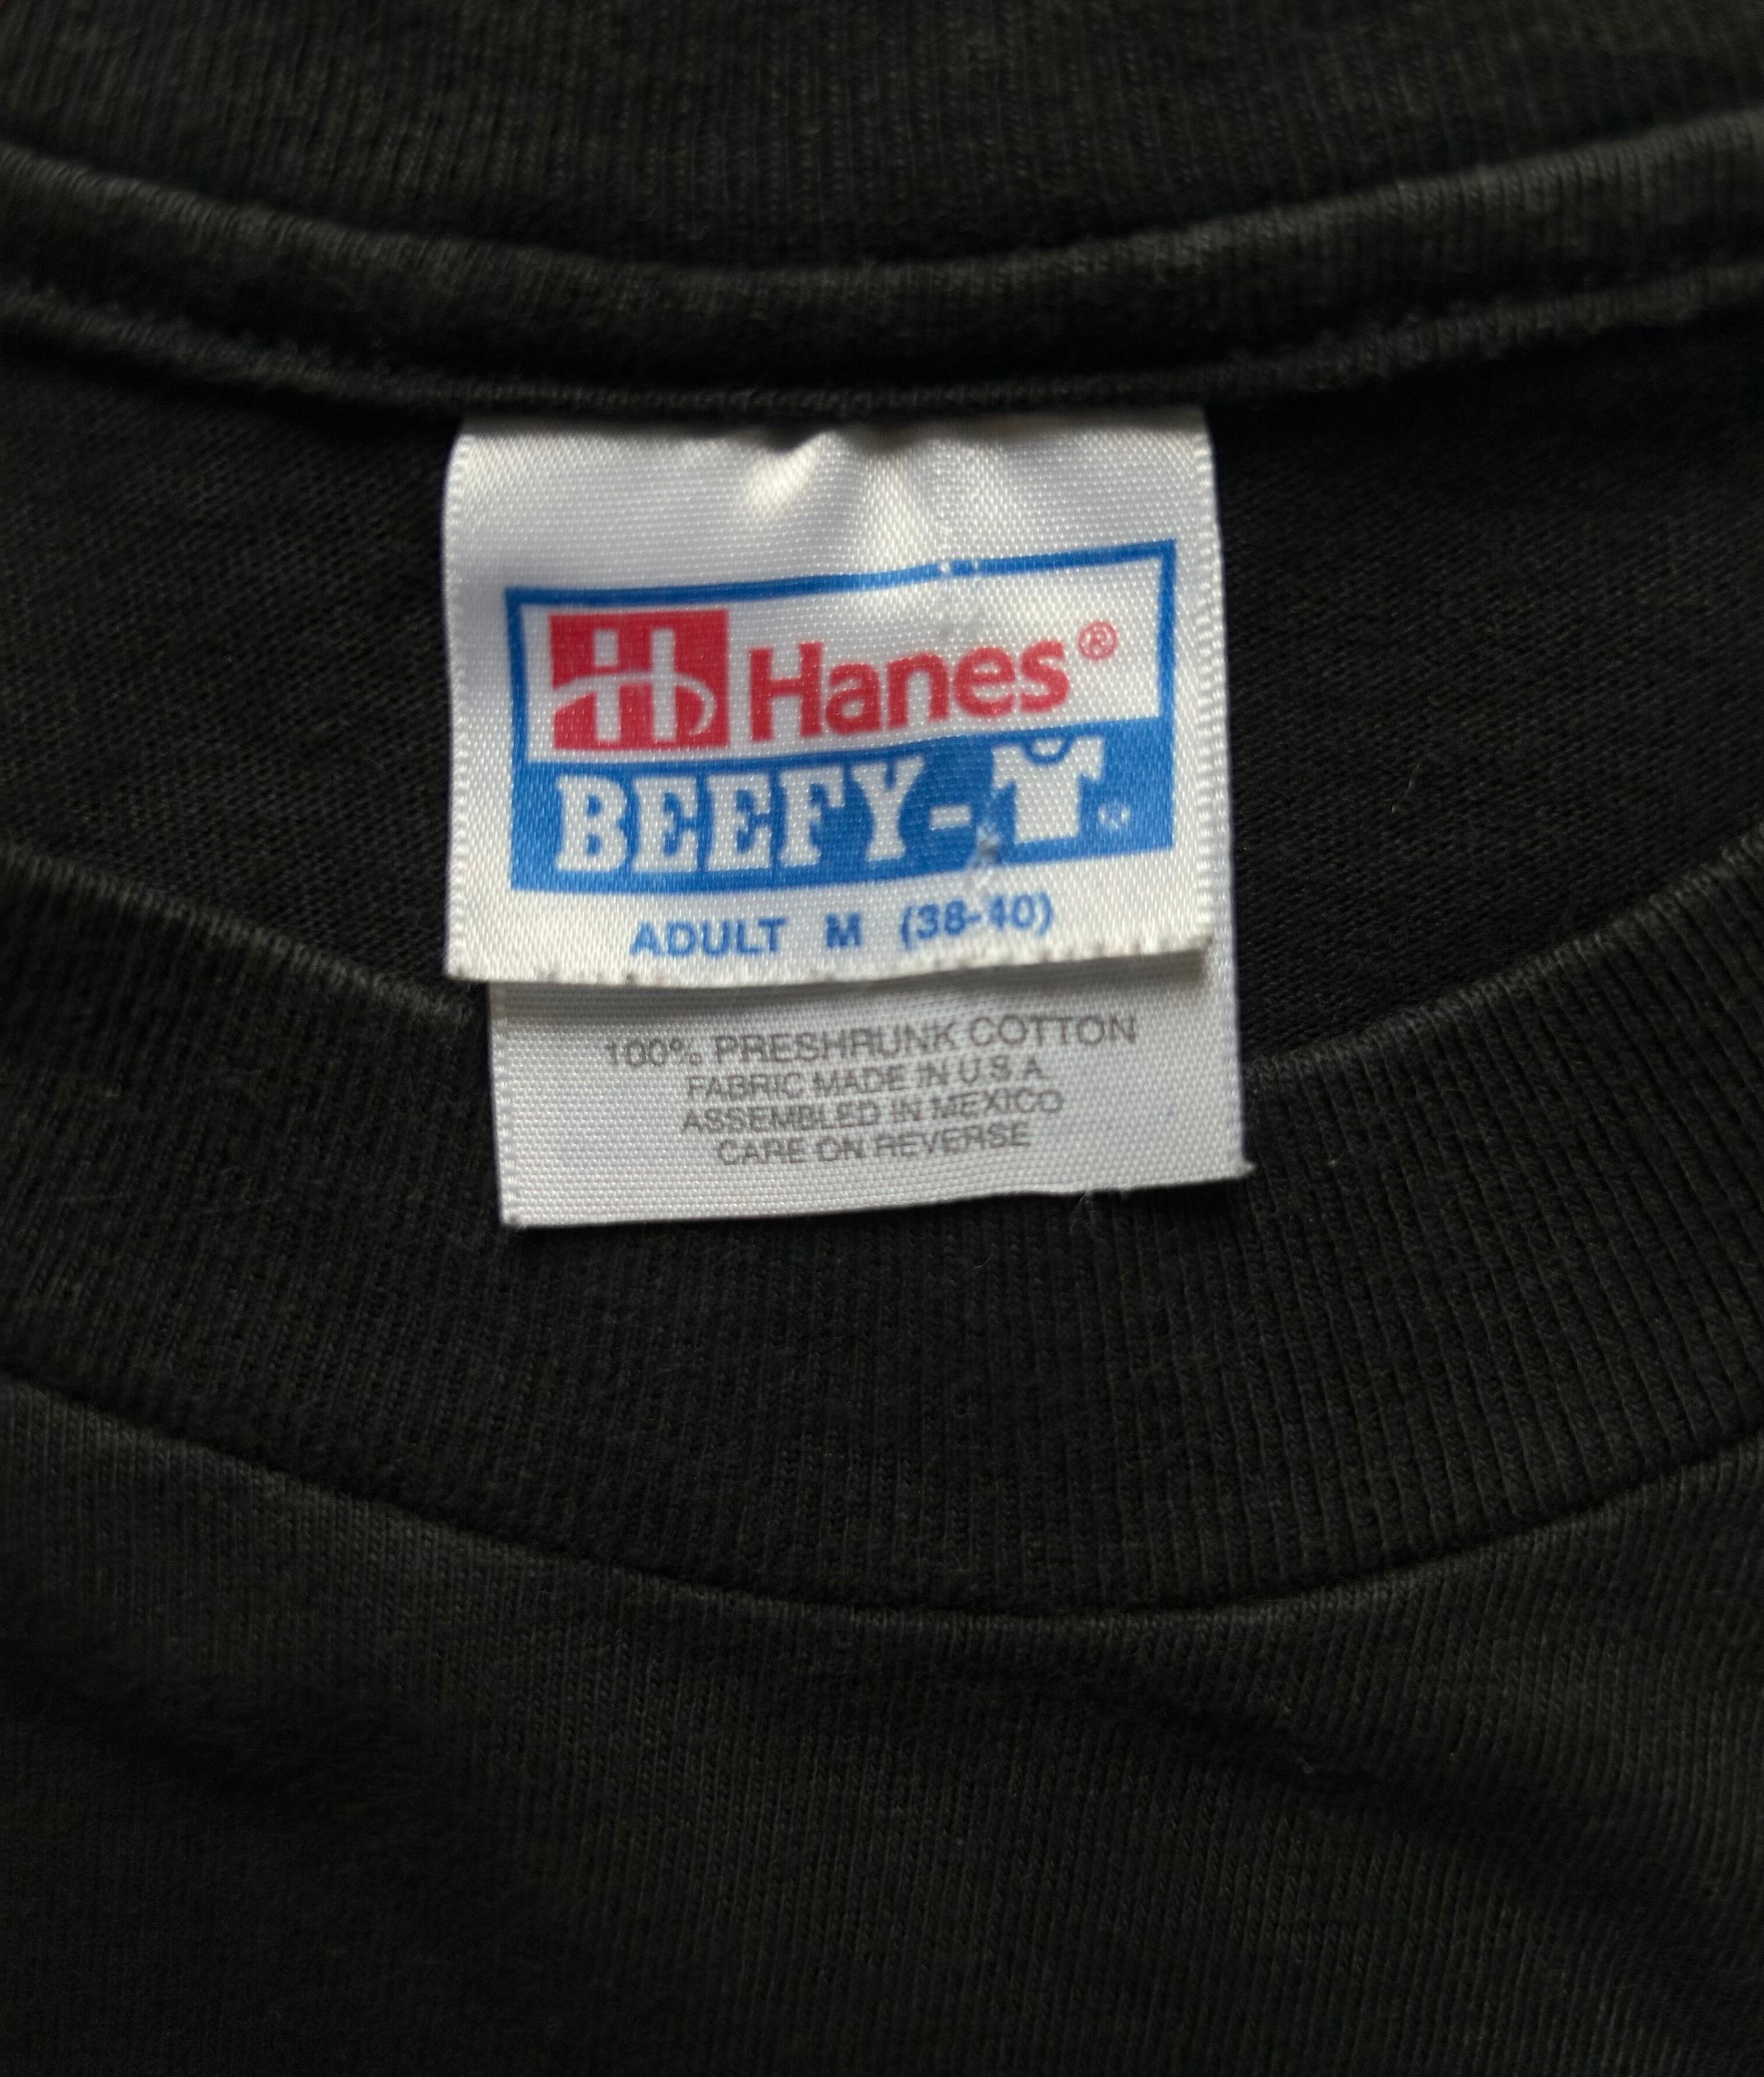 Hanes®
BEEFY-T
ADULT M (38-40)
100% PRESHRUNK COTTON
FABRIC MADE IN U.S.A.
ASSEMBLED IN MEXICO
CARE ON REVERSE